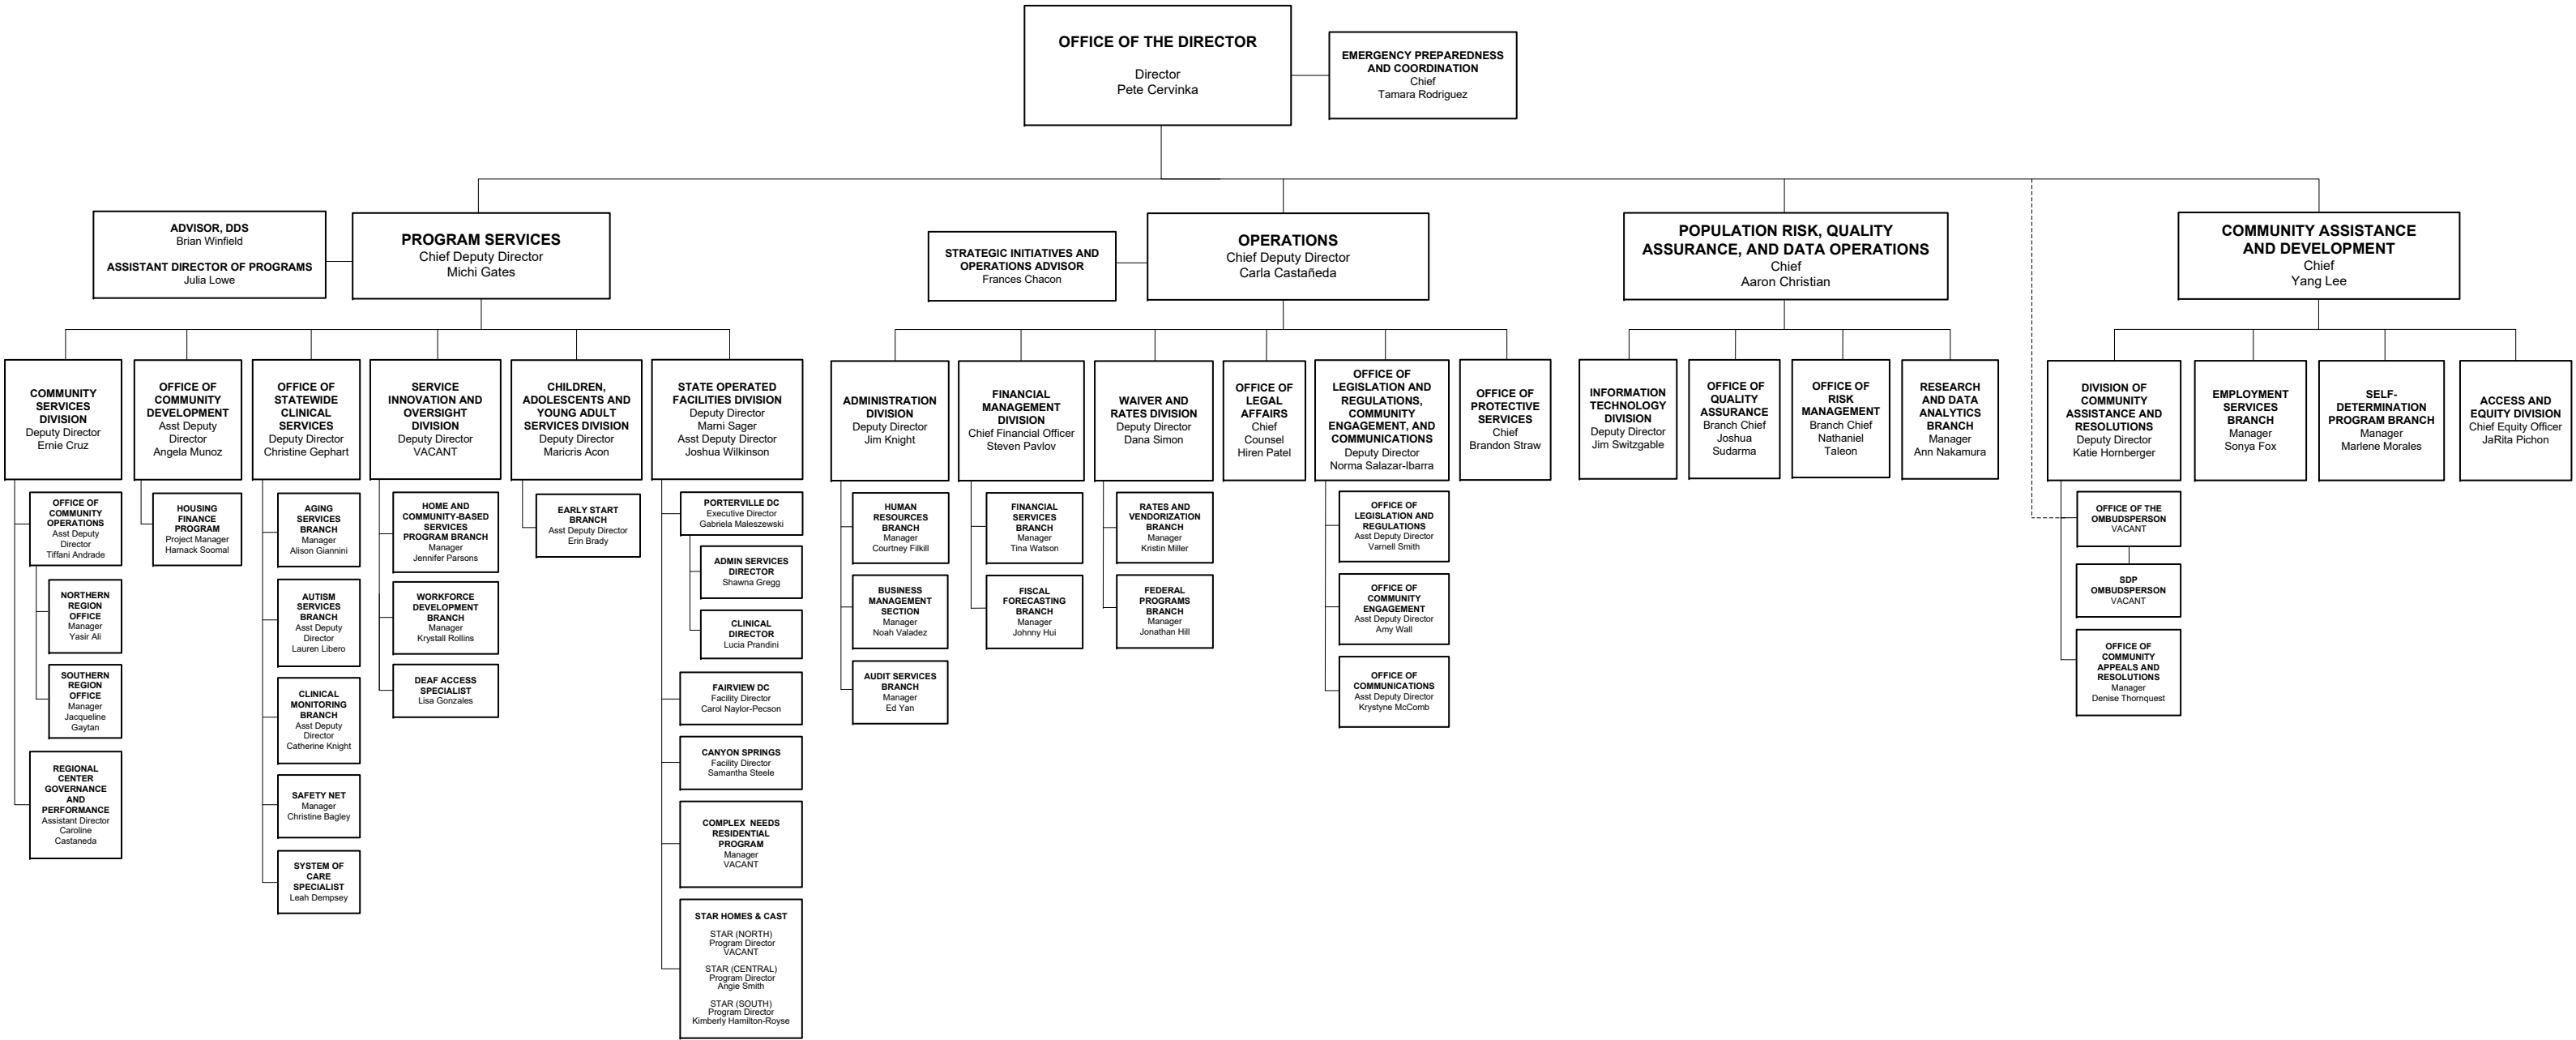 OFFICE OF THE DIRECTOR
Director
Pete Cervinka
EMERGENCY PREPAREDNESS
AND COORDINATION
Chief
Tamara Rodriguez
ADVISOR, DDS
Brian Winfield
ASSISTANT DIRECTOR OF PROGRAMS
Julia Lowe
PROGRAM SERVICES
Chief Deputy Director
Michi Gates
STRATEGIC INITIATIVES AND
OPERATIONS ADVISOR
Frances Chacon
OPERATIONS
Chief Deputy Director
Carla Castañeda
POPULATION RISK, QUALITY
ASSURANCE, AND DATA OPERATIONS
Chief
Aaron Christian
COMMUNITY ASSISTANCE
AND DEVELOPMENT
Chief
Yang Lee
COMMUNITY
SERVICES
DIVISION
Deputy Director
Ernie Cruz
OFFICE OF
COMMUNITY
OPERATIONS
Asst Deputy
Director
Tiffani Andrade
NORTHERN
REGION
OFFICE
Manager
Yasir Ali
SOUTHERN
REGION
OFFICE
Manager
Jacqueline
Gaytan
REGIONAL
CENTER
GOVERNANCE
AND
PERFORMANCE
Assistant Director
Caroline
Castaneda
OFFICE OF
COMMUNITY
DEVELOPMENT
Asst Deputy
Director
Angela Munoz
HOUSING
FINANCE
PROGRAM
Project Manager
Harnack Soomal
OFFICE OF
STATEWIDE
CLINICAL
SERVICES
Deputy Director
Christine Gephart
AGING
SERVICES
BRANCH
Manager
Alison Giannini
AUTISM
SERVICES
BRANCH
Asst Deputy
Director
Lauren Libero
CLINICAL
MONITORING
BRANCH
Asst Deputy
Director
Catherine Knight
SAFETY NET
Manager
Christine Bagley
SYSTEM OF
CARE
SPECIALIST
Leah Dempsey
SERVICE
INNOVATION AND
OVERSIGHT
DIVISION
Deputy Director
VACANT
HOME AND
COMMUNITY-BASED
SERVICES
PROGRAM BRANCH
Manager
Jennifer Parsons
WORKFORCE
DEVELOPMENT
BRANCH
Manager
Krystall Rollins
DEAF ACCESS
SPECIALIST
Lisa Gonzales
CHILDREN,
ADOLESCENTS AND
YOUNG ADULT
SERVICES DIVISION
Deputy Director
Maricris Acon
EARLY START
BRANCH
Asst Deputy Director
Erin Brady
STATE OPERATED
FACILITIES DIVISION
Deputy Director
Marni Sager
Asst Deputy Director
Joshua Wilkinson
PORTERVILLE DC
Executive Director
Gabriela Maleszewski
ADMIN SERVICES
DIRECTOR
Shawna Gregg
CLINICAL
DIRECTOR
Lucia Prandini
FAIRVIEW DC
Facility Director
Carol Naylor-Pecson
CANYON SPRINGS
Facility Director
Samantha Steele
COMPLEX NEEDS
RESIDENTIAL
PROGRAM
Manager
VACANT
STAR HOMES & CAST
STAR (NORTH)
Program Director
VACANT
STAR (CENTRAL)
Program Director
Angie Smith
STAR (SOUTH)
Program Director
Kimberly Hamilton-Royse
ADMINISTRATION
DIVISION
Deputy Director
Jim Knight
HUMAN
RESOURCES
BRANCH
Manager
Courtney Filkill
BUSINESS
MANAGEMENT
SECTION
Manager
Noah Valadez
AUDIT SERVICES
BRANCH
Manager
Ed Yan
FINANCIAL
MANAGEMENT
DIVISION
Chief Financial Officer
Steven Pavlov
FINANCIAL
SERVICES
BRANCH
Manager
Tina Watson
FISCAL
FORECASTING
BRANCH
Manager
Johnny Hui
WAIVER AND
RATES DIVISION
Deputy Director
Dana Simon
RATES AND
VENDORIZATION
BRANCH
Manager
Kristin Miller
FEDERAL
PROGRAMS
BRANCH
Manager
Jonathan Hill
OFFICE OF
LEGAL
AFFAIRS
Chief
Counsel
Hiren Patel
OFFICE OF
LEGISLATION AND
REGULATIONS,
COMMUNITY
ENGAGEMENT, AND
COMMUNICATIONS
Deputy Director
Norma Salazar-Ibarra
OFFICE OF
LEGISLATION AND
REGULATIONS
Asst Deputy Director
Varnell Smith
OFFICE OF
COMMUNITY
ENGAGEMENT
Asst Deputy Director
Amy Wall
OFFICE OF
COMMUNICATIONS
Asst Deputy Director
Krystyne McComb
OFFICE OF
PROTECTIVE
SERVICES
Chief
Brandon Straw
INFORMATION
TECHNOLOGY
DIVISION
Deputy Director
Jim Switzgable
OFFICE OF
QUALITY
ASSURANCE
Branch Chief
Joshua
Sudarma
OFFICE OF
RISK
MANAGEMENT
Branch Chief
Nathaniel
Taleon
RESEARCH
AND DATA
ANALYTICS
BRANCH
Manager
Ann Nakamura
DIVISION OF
COMMUNITY
ASSISTANCE AND
RESOLUTIONS
Deputy Director
Katie Hornberger
OFFICE OF THE
OMBUDSPERSON
VACANT
SDP
OMBUDSPERSON
VACANT
OFFICE OF
COMMUNITY
APPEALS AND
RESOLUTIONS
Manager
Denise Thornquest
EMPLOYMENT
SERVICES
BRANCH
Manager
Sonya Fox
SELF-
DETERMINATION
PROGRAM BRANCH
Manager
Marlene Morales
ACCESS AND
EQUITY DIVISION
Chief Equity Officer
JaRita Pichon